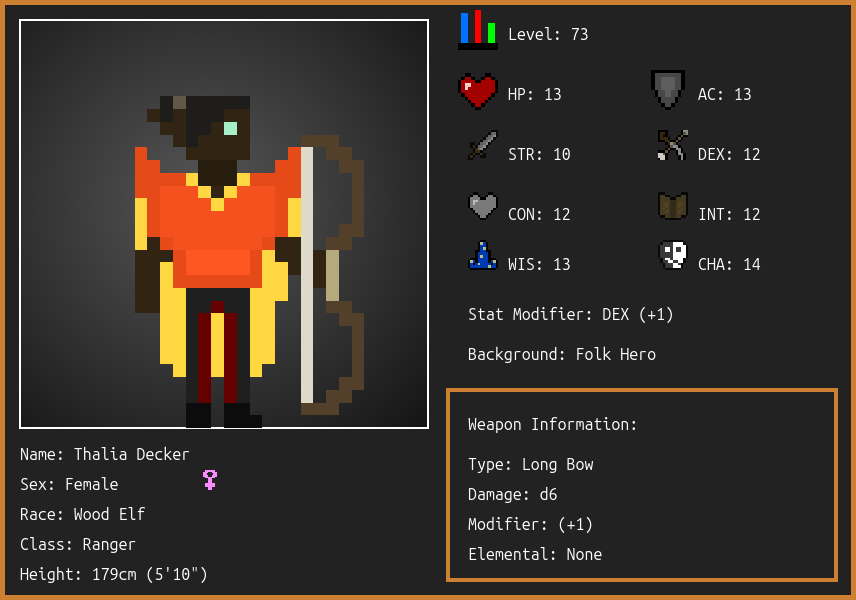 Level: 73
HP: 13
AC: 13
STR: 10
DEX: 12
CON: 12
INT: 12
WIS: 13
CHA: 14
Stat Modifier: DEX (+1)
Background: Folk Hero
Weapon Information:
Type: Long Bow
Damage: d6
Modifier: (+1)
Elemental: None
Name: Thalia Decker
Sex: Female
Race: Wood Elf
Class: Ranger
Height: 179cm (5'10")